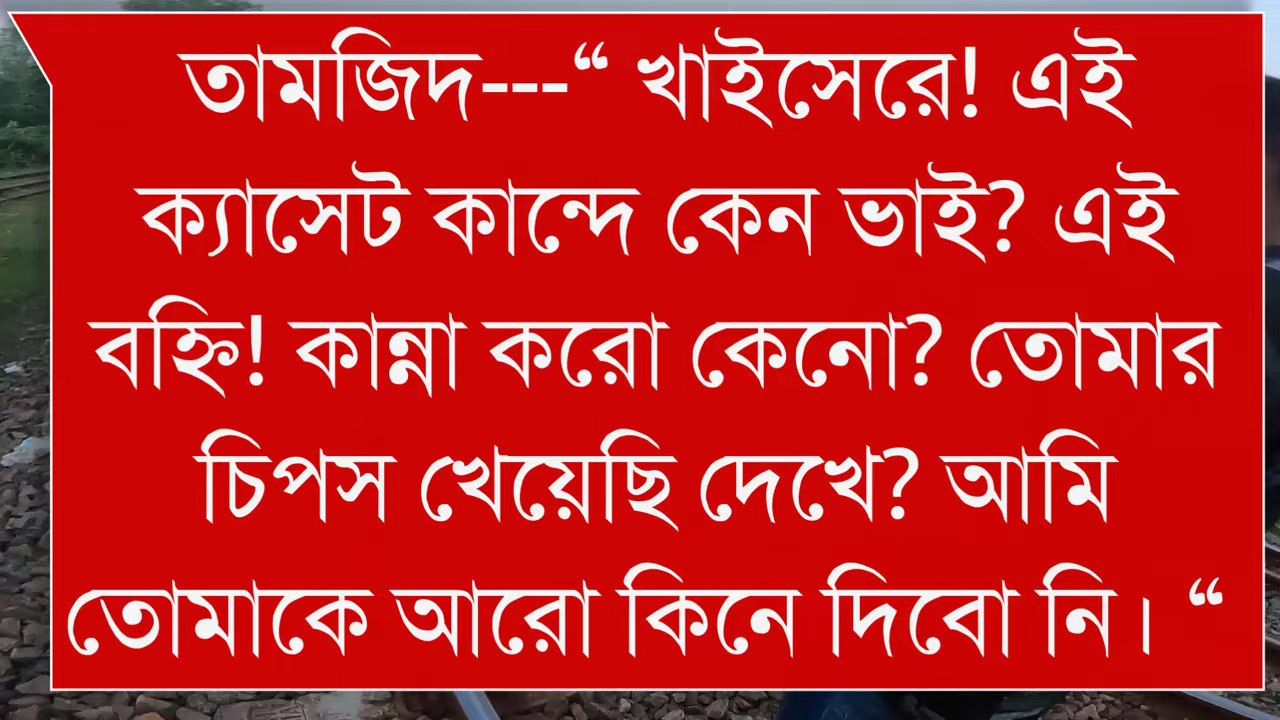 তামজিদ---“ খাইসেরে! এই
ক্যাসেট কান্দে কেন ভাই? এই
বহ্নি! কান্না করো কেনো? তোমার
চিপস খেয়েছি দেখে? আমি
তোমাকে আরো কিনে দিবো নি। “